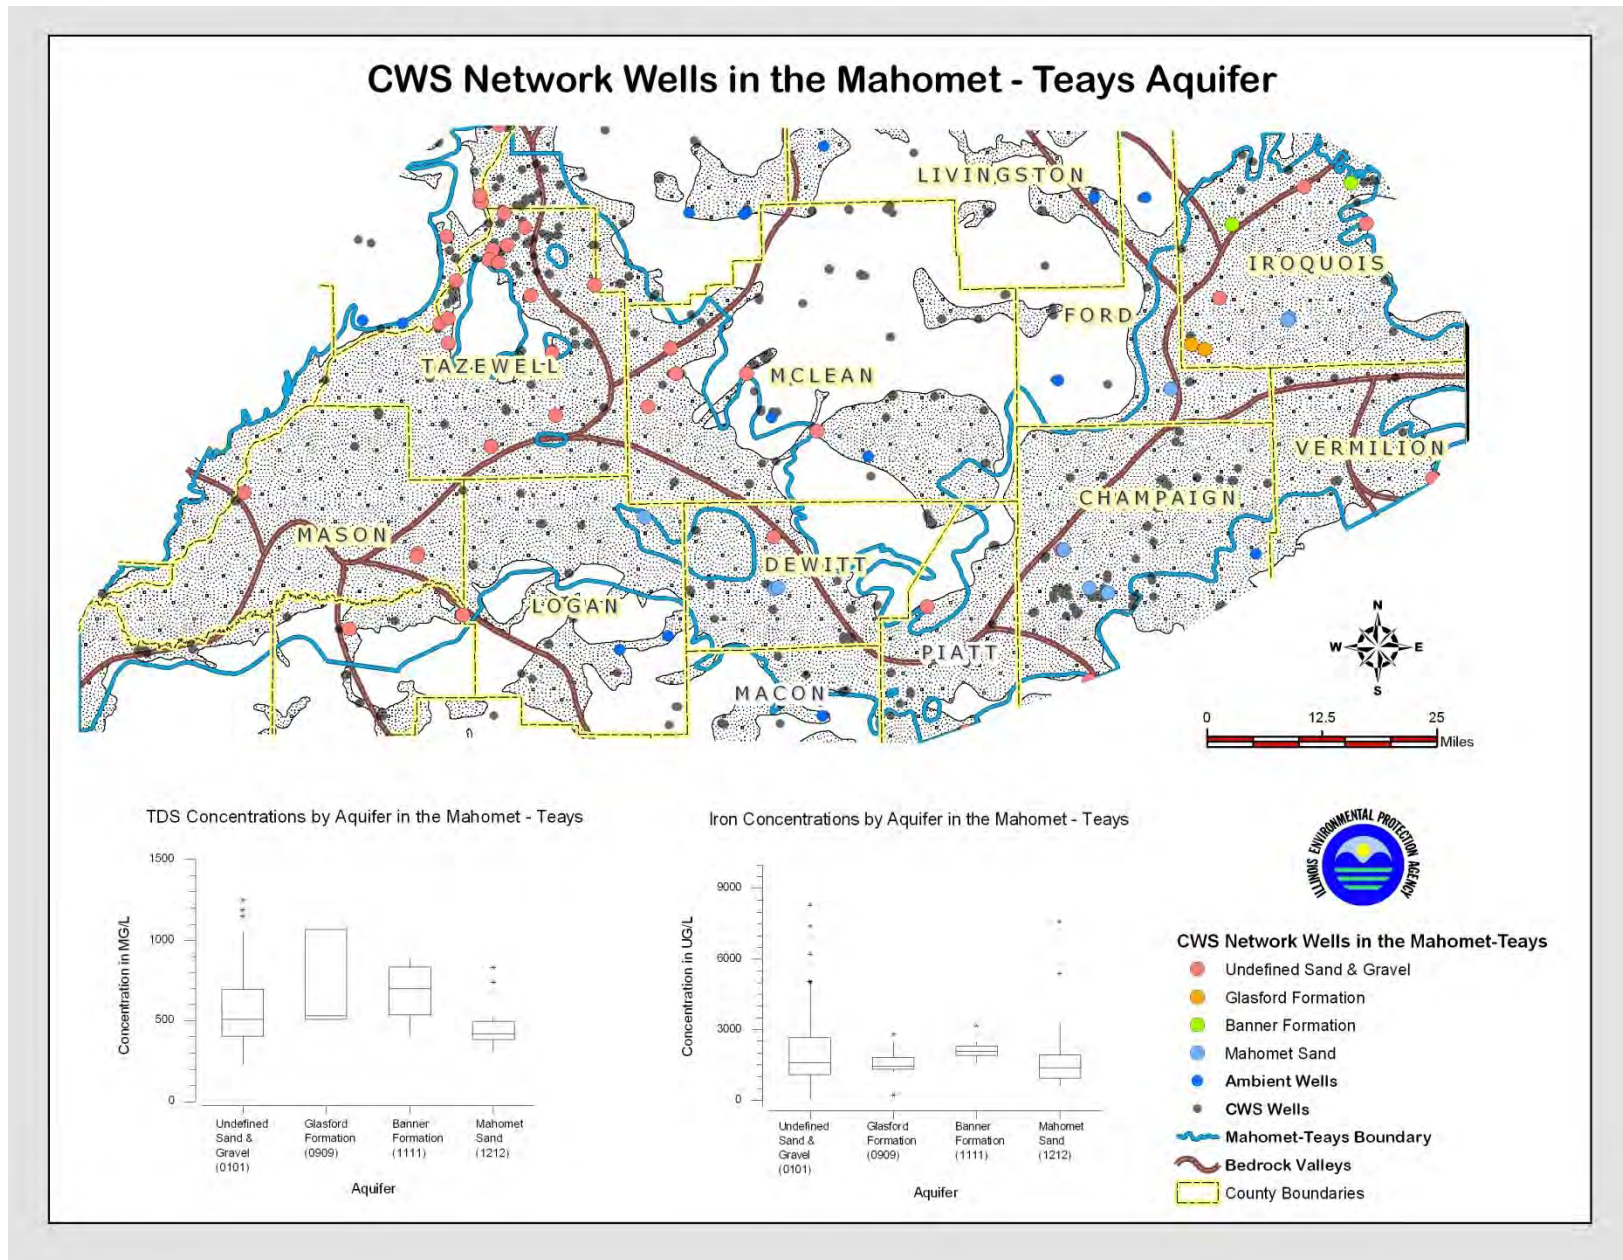 CWS Network Wells in the Mahomet - Teays Aquifer
LIVINGSTON
IROQUOIS
FORD
TAZEWELL
MCLEAN
VERMILION
CHAMPAIGN
MASON
DEWITT
LOGAN
PIATT
MACON
N
W E
S
0 12.5 25
Miles
TDS Concentrations by Aquifer in the Mahomet - Teays
Concentration in MG/L
1500
1000
500
0
Undefined
Sand &
Gravel
(0101)
Glasford
Formation
(0909)
Banner
Formation
(1111)
Mahomet
Sand
(1212)
Aquifer
Iron Concentrations by Aquifer in the Mahomet - Teays
Concentration in UG/L
9000
6000
3000
0
Undefined
Sand &
Gravel
(0101)
Glasford
Formation
(0909)
Banner
Formation
(1111)
Mahomet
Sand
(1212)
Aquifer
ILLINOIS ENVIRONMENTAL PROTECTION AGENCY
CWS Network Wells in the Mahomet-Teays
Undefined Sand & Gravel
Glasford Formation
Banner Formation
Mahomet Sand
Ambient Wells
CWS Wells
Mahomet-Teays Boundary
Bedrock Valleys
County Boundaries